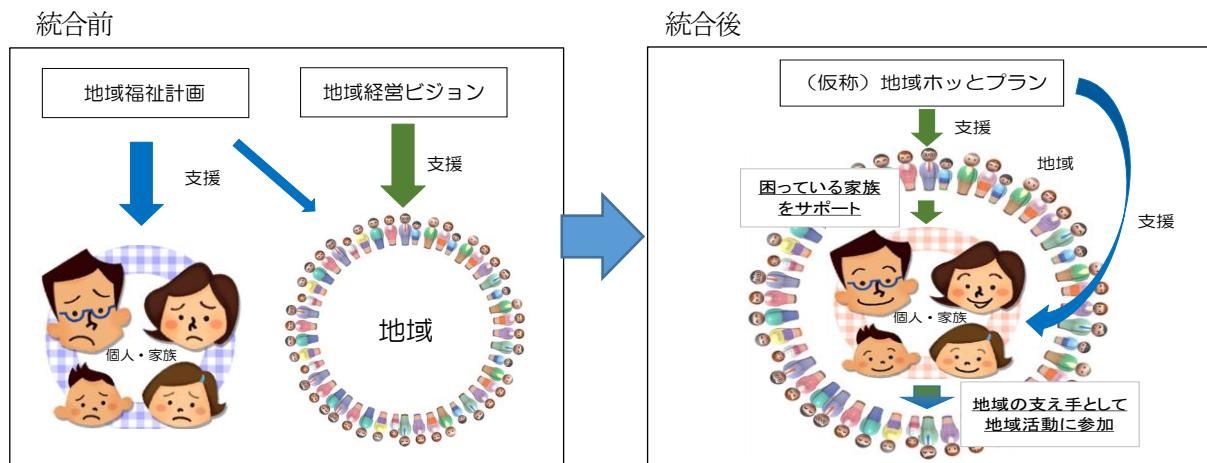 統合前
地域福祉計画
地域経営ビジョン
支援
支援
個人・家族
地域
統合後
（仮称）地域ホッとプラン
支援
地域
困っている家族
をサポート
支援
個人・家族
地域の支え手として
地域活動に参加